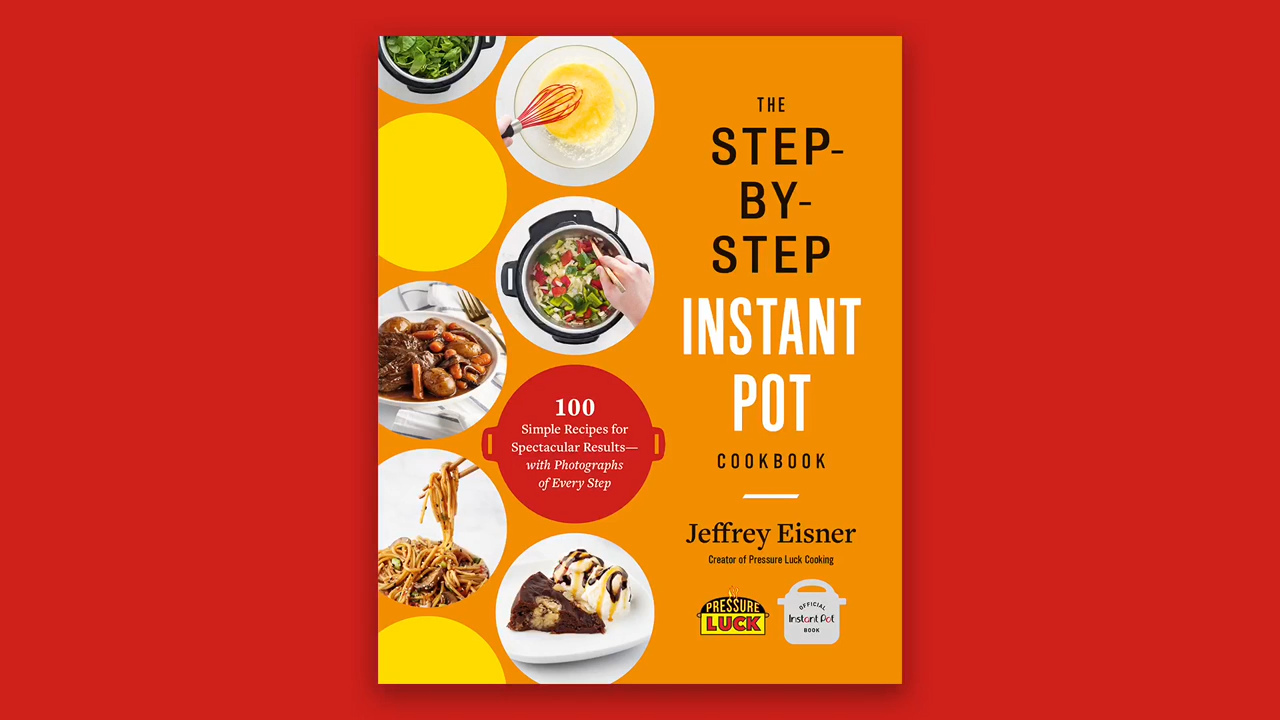 THE
STEP-
BY-
STEP
INSTANT
POT
COOKBOOK
100
Simple Recipes for
Spectacular Results—
with Photographs
of Every Step
Jeffrey Eisner
Creator of Pressure Luck Cooking
PRESSURE
LUCK
OFFICIAL
Instant Pot
BOOK